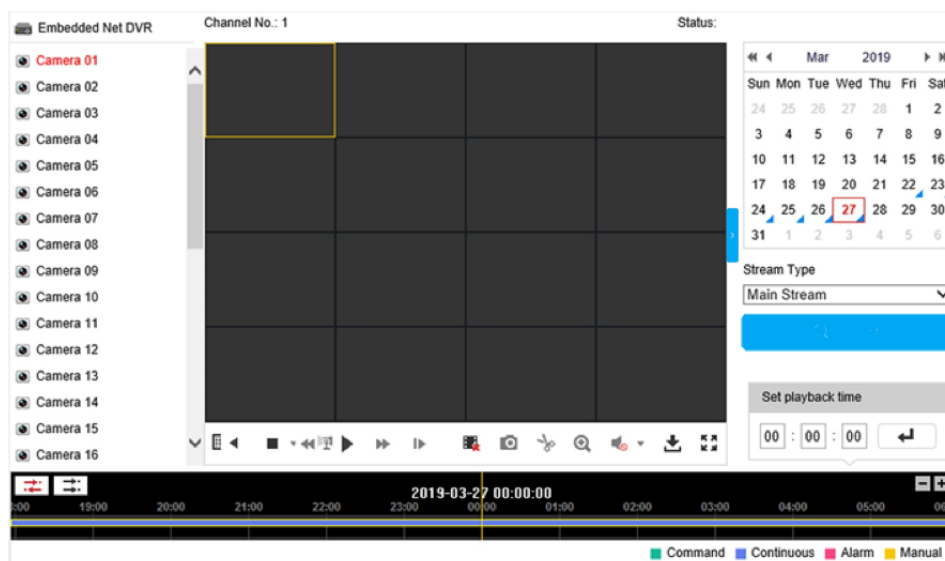 Embedded Net DVR
Channel No.: 1
Status:
Camera 01
Camera 02
Camera 03
Camera 04
Camera 05
Camera 06
Camera 07
Camera 08
Camera 09
Camera 10
Camera 11
Camera 12
Camera 13
Camera 14
Camera 15
Camera 16
Mar 2019
Sun Mon Tue Wed Thu Fri Sat
24 25 26 27 28 1 2
3 4 5 6 7 8 9
10 11 12 13 14 15 16
17 18 19 20 21 22 23
24 25 26 27 28 29 30
31 1 2 3 4 5 6
Stream Type
Main Stream
Set playback time
00 : 00 : 00
2019-03-27 00:00:00
:00 19:00 20:00 21:00 22:00 23:00 00:00 01:00 02:00 03:00 04:00 05:00
Command Continuous Alarm Manual